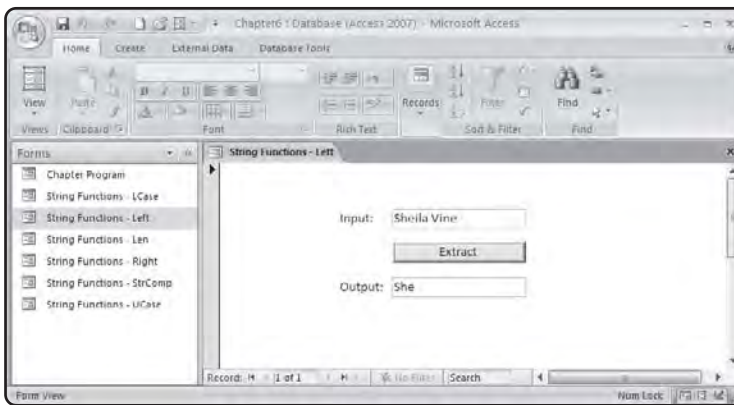 Chapter6 : Database (Access 2007) - Microsoft Access
Home Create External Data Database Tools
View Paste Records Filter Find
Views Clipboard Font Rich Text Sort & Filter Find
Forms
Chapter Program
String Functions - LCase
String Functions - Left
String Functions - Len
String Functions - Right
String Functions - StrComp
String Functions - UCase
String Functions - Left
Input: Sheila Vine
Extract
Output: She
Record: 1 of 1 No Filter Search
Form View Num Lock